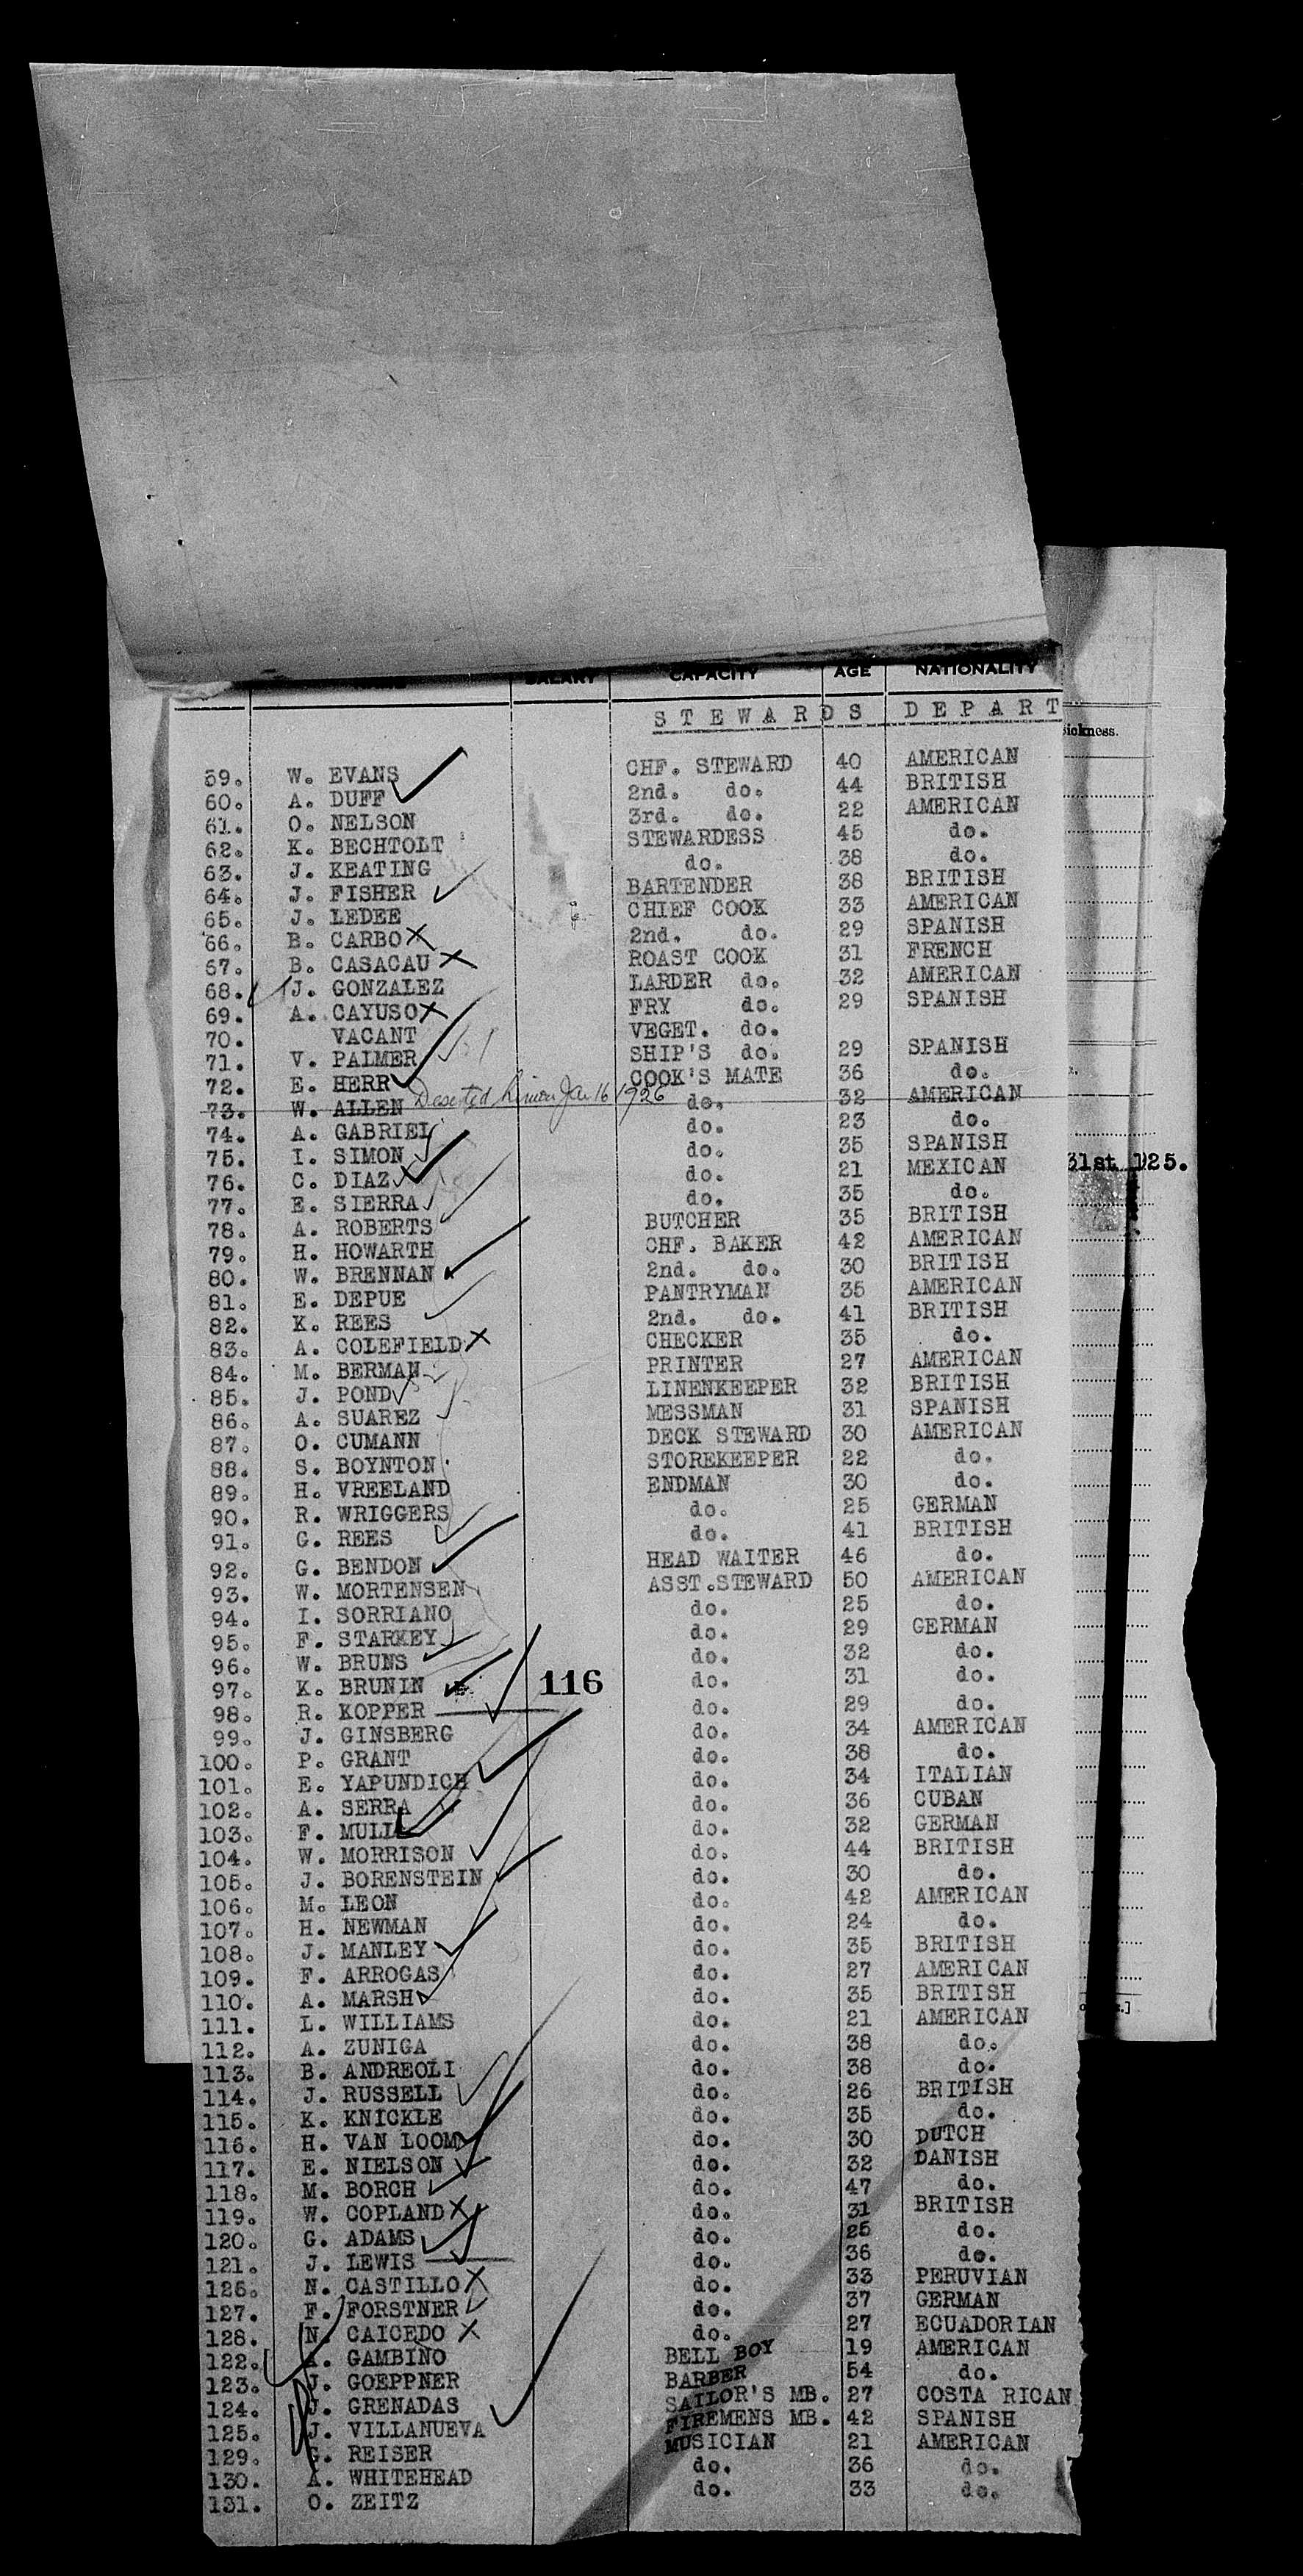 SALARY CAPACITY AGE NATIONALITY
STEWARDS DEPART
sickness.
59. W. EVANS CHF. STEWARD 40 AMERICAN
60. A. DUFF 2nd. do. 44 BRITISH
61. O. NELSON 3rd. do. 22 AMERICAN
62. K. BECHTOLT STEWARDESS 45 do.
63. J. KEATING do. 38 do.
64. J. FISHER BARTENDER 38 BRITISH
65. J. LEDEE CHIEF COOK 33 AMERICAN
66. B. CARBO X 2nd. do. 29 SPANISH
67. B. CASACAU X ROAST COOK 31 FRENCH
68. J. GONZALEZ LARDER do. 32 AMERICAN
69. A. CAYUSO X FRY do. 29 SPANISH
70. VACANT VEGET. do.
71. V. PALMER SHIP'S do. 29 SPANISH
72. E. HERR COOK'S MATE 36 do.
73. W. ALLEN Deserted Limon Jan 16 1926 do. 32 AMERICAN
74. A. GABRIEL do. 23 do.
75. I. SIMON do. 35 SPANISH
76. C. DIAZ do. 21 MEXICAN
31st 1925.
77. E. SIERRA do. 35 do.
78. A. ROBERTS BUTCHER 35 BRITISH
79. H. HOWARTH CHF. BAKER 42 AMERICAN
80. W. BRENNAN 2nd. do. 30 BRITISH
81. E. DEPUE PANTRYMAN 35 AMERICAN
82. K. REES 2nd. do. 41 BRITISH
83. A. COLEFIELD X CHECKER 35 do.
84. M. BERMAN PRINTER 27 AMERICAN
85. J. POND LINENKEEPER 32 BRITISH
86. A. SUAREZ MESSMAN 31 SPANISH
87. O. CUMANN DECK STEWARD 30 AMERICAN
88. S. BOYNTON STOREKEEPER 22 do.
89. H. VREELAND ENDMAN 30 do.
90. R. WRIGGERS do. 25 GERMAN
91. G. REES do. 41 BRITISH
92. G. BENDON HEAD WAITER 46 do.
93. W. MORTENSEN ASST.STEWARD 50 AMERICAN
94. I. SORRIANO do. 25 do.
95. F. STARKEY do. 29 GERMAN
96. W. BRUNS do. 32 do.
97. K. BRUNIN 116 do. 31 do.
98. R. KOPPER do. 29 do.
99. J. GINSBERG do. 34 AMERICAN
100. P. GRANT do. 38 do.
101. E. YAPUNDICH do. 34 ITALIAN
102. A. SERRA do. 36 CUBAN
103. F. do. 32 GERMAN
104. W. MORRISON do. 44 BRITISH
105. J. BORENSTEIN do. 30 do.
106. M. LEON do. 42 AMERICAN
107. H. NEWMAN do. 24 do.
108. J. MANLEY do. 35 BRITISH
109. F. ARROGAS do. 27 AMERICAN
110. A. MARSH do. 35 BRITISH
111. L. WILLIAMS do. 21 AMERICAN
112. A. ZUNIGA do. 38 do.
113. B. ANDREOLI do. 38 do.
114. J. RUSSELL do. 26 BRITISH
115. K. KNICKLE do. 35 do.
116. H. VAN LOOM do. 30 DUTCH
117. E. NIELSON do. 32 DANISH
118. M. BORCH do. 47 do.
119. W. COPLAND X do. 31 BRITISH
120. G. ADAMS do. 25 do.
121. J. LEWIS do. 36 do.
126. N. CASTILLO X do. 33 PERUVIAN
127. F. FORSTNER do. 37 GERMAN
128. N. CAICEDO X do. 27 ECUADORIAN
122. A. GAMBINO BELL BOY 19 AMERICAN
123. J. GOEPPNER BARBER 54 do.
124. J. GRENADAS SAILOR'S MB. 27 COSTA RICAN
125. J. VILLANUEVA FIREMENS MB. 42 SPANISH
129. G. REISER MUSICIAN 21 AMERICAN
130. A. WHITEHEAD do. 36 do.
131. O. ZEITZ do. 33 do.